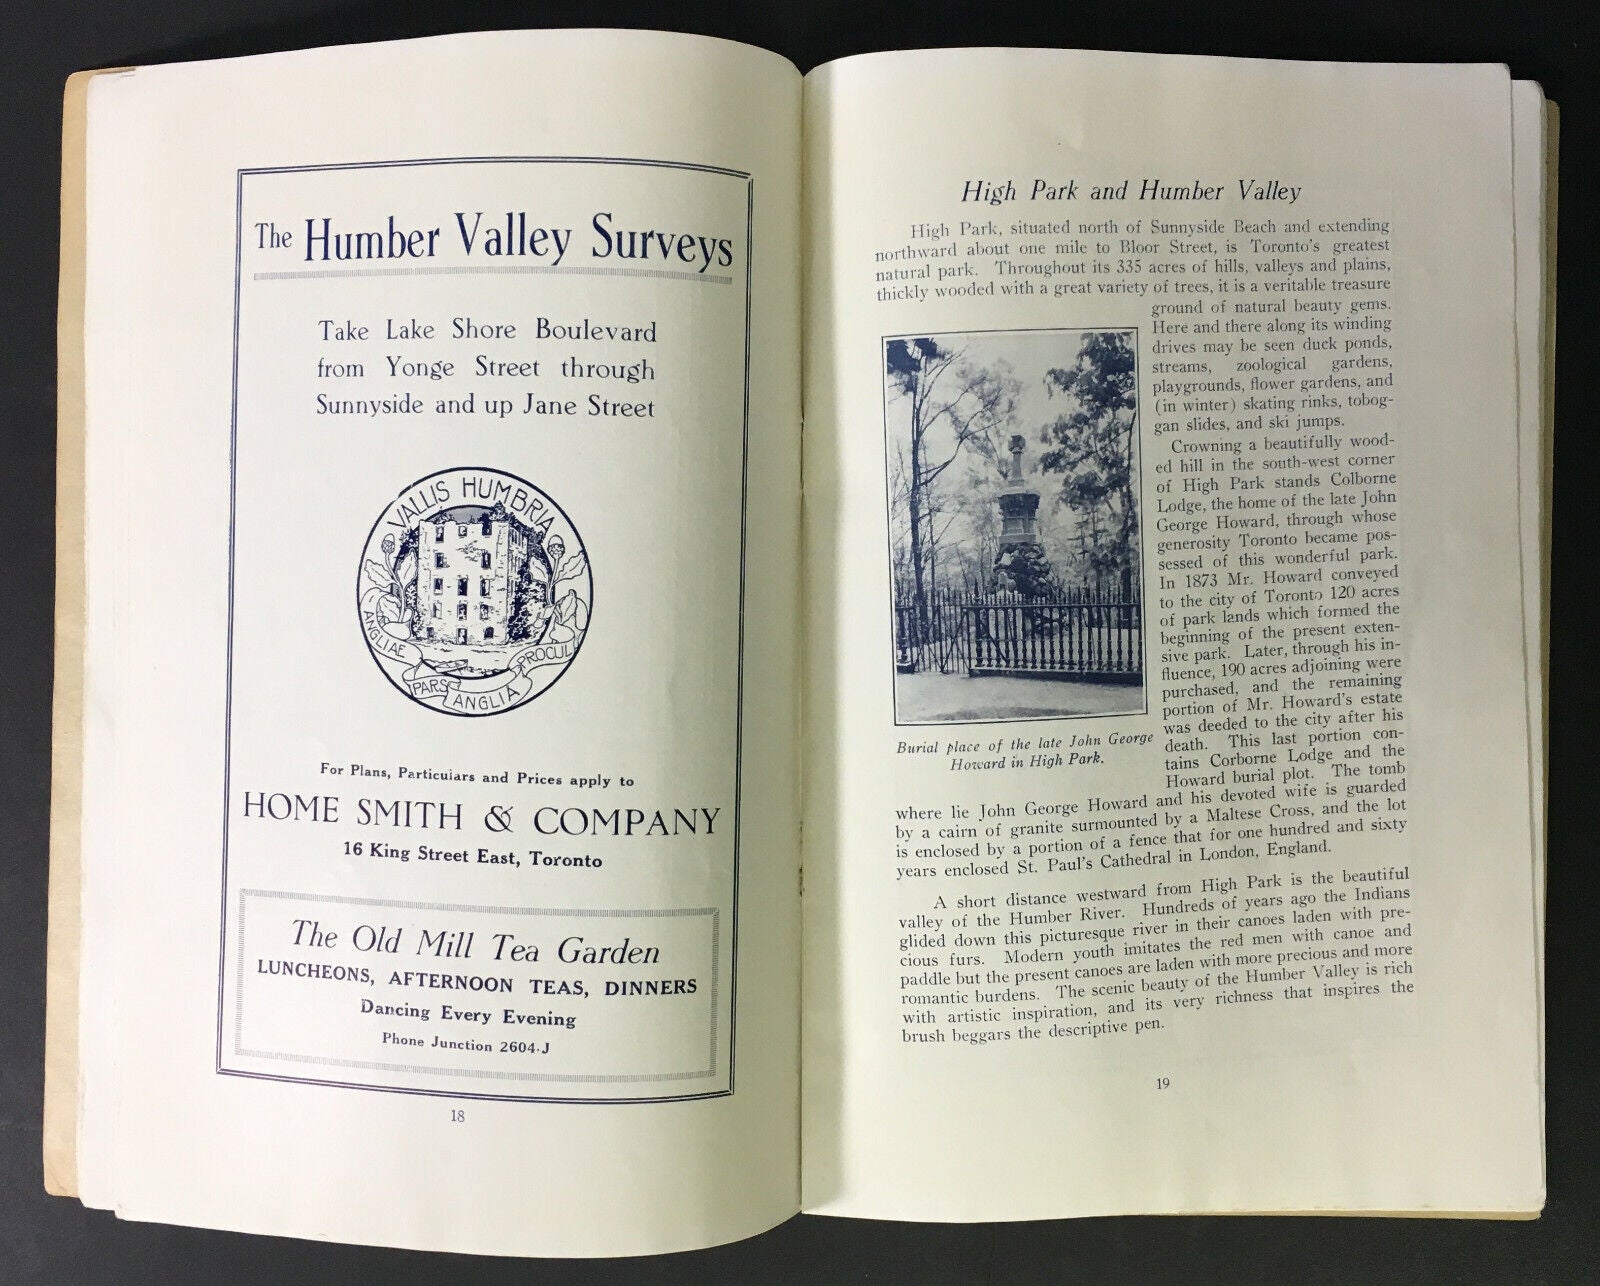 The Humber Valley Surveys
Take Lake Shore Boulevard
from Yonge Street through
Sunnyside and up Jane Street
VALLIS HUMBRIA
ANGLIAE PARS ANGLIA PROCUL
For Plans, Particulars and Prices apply to
HOME SMITH & COMPANY
16 King Street East, Toronto
The Old Mill Tea Garden
LUNCHEONS, AFTERNOON TEAS, DINNERS
Dancing Every Evening
Phone Junction 2604-J
18
High Park and Humber Valley
High Park, situated north of Sunnyside Beach and extending
northward about one mile to Bloor Street, is Toronto's greatest
natural park. Throughout its 335 acres of hills, valleys and plains,
thickly wooded with a great variety of trees, it is a veritable treasure
ground of natural beauty gems.
Here and there along its winding
drives may be seen duck ponds,
streams, zoological gardens,
playgrounds, flower gardens, and
(in winter) skating rinks, tobog-
gan slides, and ski jumps.
Crowning a beautifully wood-
ed hill in the south-west corner
of High Park stands Colborne
Lodge, the home of the late John
George Howard, through whose
generosity Toronto became pos-
sessed of this wonderful park.
In 1873 Mr. Howard conveyed
to the city of Toronto 120 acres
of park lands which formed the
beginning of the present exten-
sive park. Later, through his in-
fluence, 190 acres adjoining were
purchased, and the remaining
portion of Mr. Howard's estate
was deeded to the city after his
death. This last portion con-
tains Corborne Lodge and the
Howard burial plot. The tomb
Burial place of the late John George
Howard in High Park.
where lie John George Howard and his devoted wife is guarded
by a cairn of granite surmounted by a Maltese Cross, and the lot
is enclosed by a portion of a fence that for one hundred and sixty
years enclosed St. Paul's Cathedral in London, England.
A short distance westward from High Park is the beautiful
valley of the Humber River. Hundreds of years ago the Indians
glided down this picturesque river in their canoes laden with pre-
cious furs. Modern youth imitates the red men with canoe and
paddle but the present canoes are laden with more precious and more
romantic burdens. The scenic beauty of the Humber Valley is rich
with artistic inspiration, and its very richness that inspires the
brush beggars the descriptive pen.
19